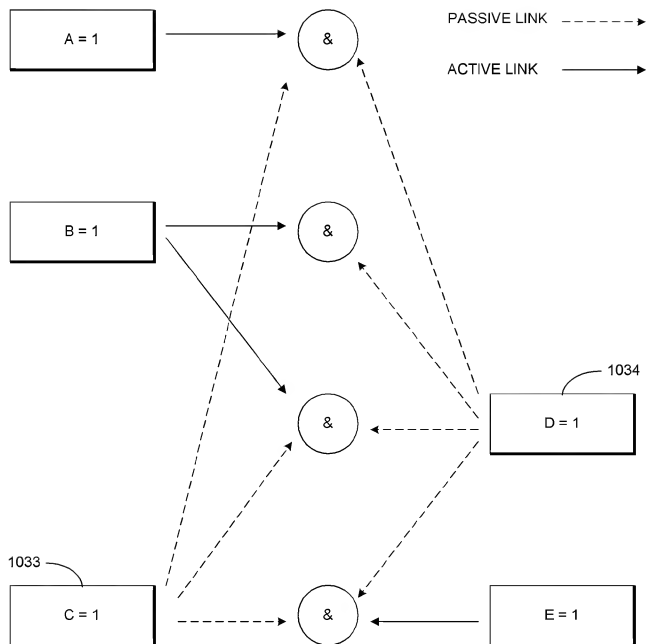 A = 1
&
PASSIVE LINK
ACTIVE LINK
B = 1
&
1034
&
D = 1
1033
C = 1
&
E = 1